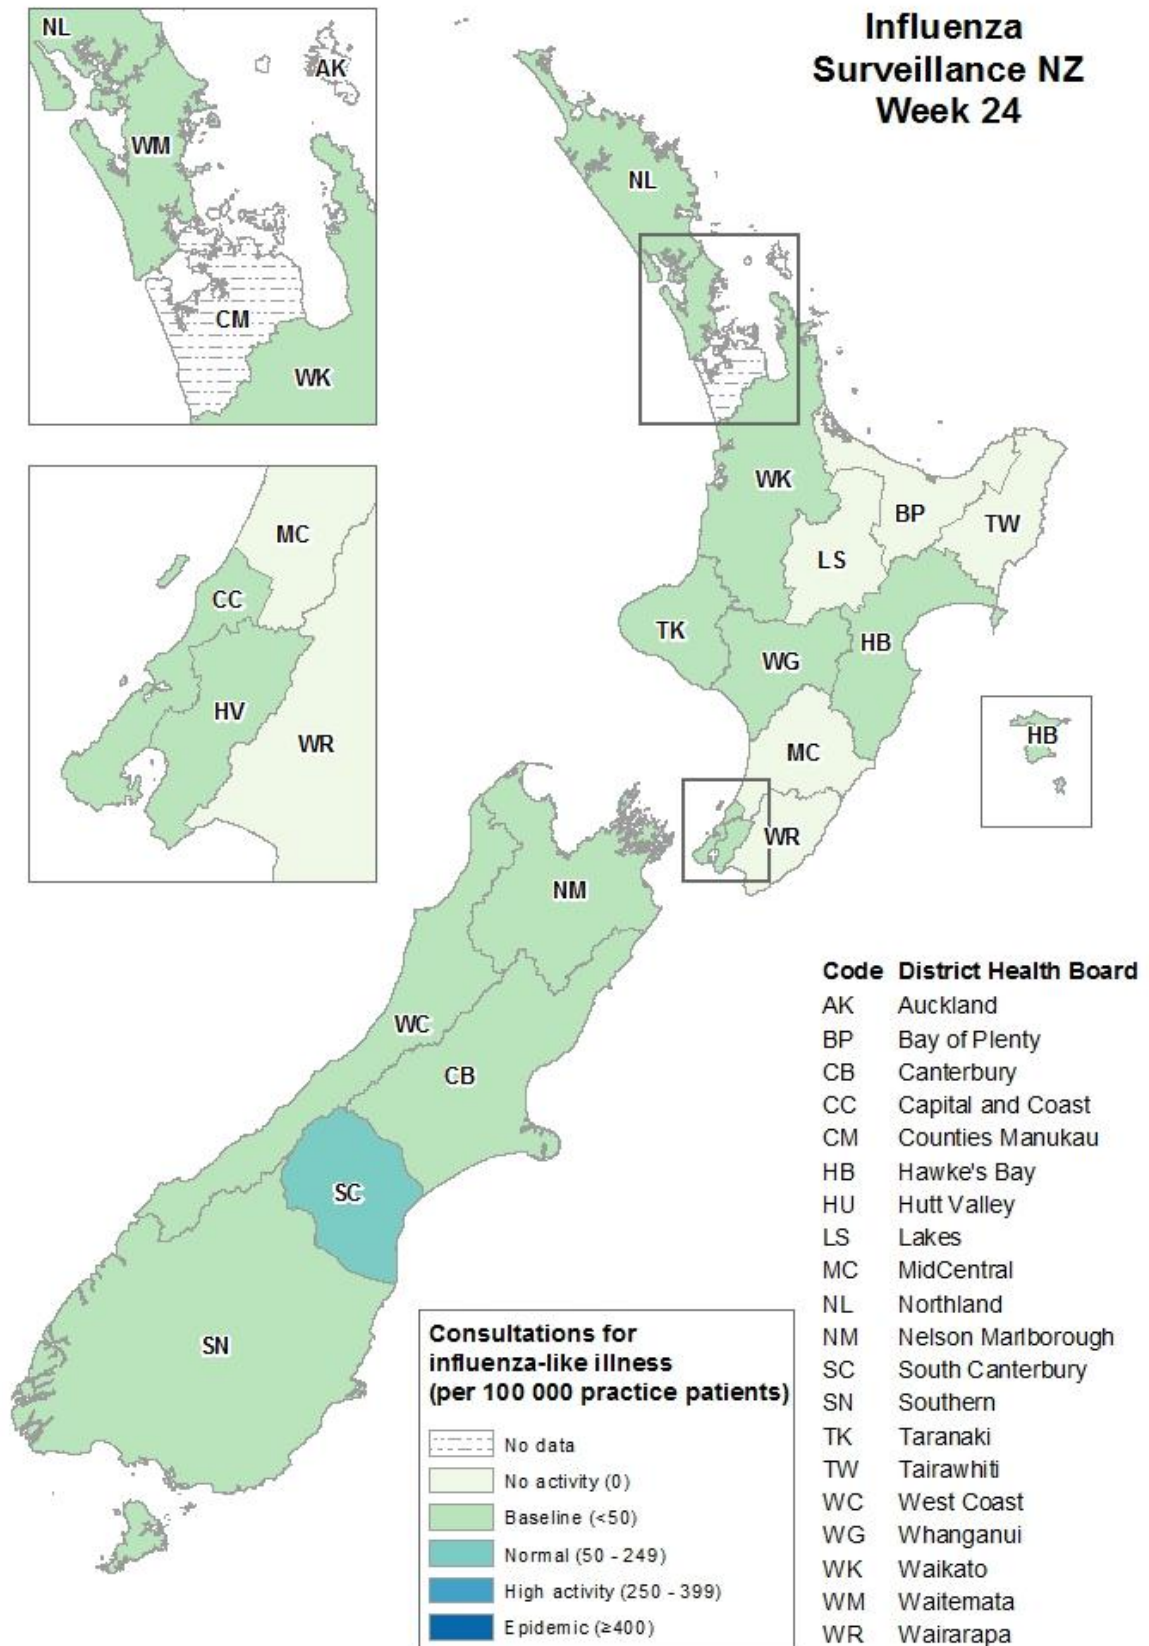 Influenza
Surveillance NZ
Week 24
NL
AK
WM
CM
WK
MC
CC
HV
WR
NL
WK
BP
TW
LS
TK
WG
HB
MC
WR
HB
NM
WC
CB
SC
SN
Code District Health Board
AK Auckland
BP Bay of Plenty
CB Canterbury
CC Capital and Coast
CM Counties Manukau
HB Hawke's Bay
HU Hutt Valley
LS Lakes
MC MidCentral
NL Northland
NM Nelson Marlborough
SC South Canterbury
SN Southern
TK Taranaki
TW Tairawhiti
WC West Coast
WG Whanganui
WK Waikato
WM Waitemata
WR Wairarapa
Consultations for
influenza-like illness
(per 100 000 practice patients)
No data
No activity (0)
Baseline (<50)
Normal (50 - 249)
High activity (250 - 399)
Epidemic (≥400)